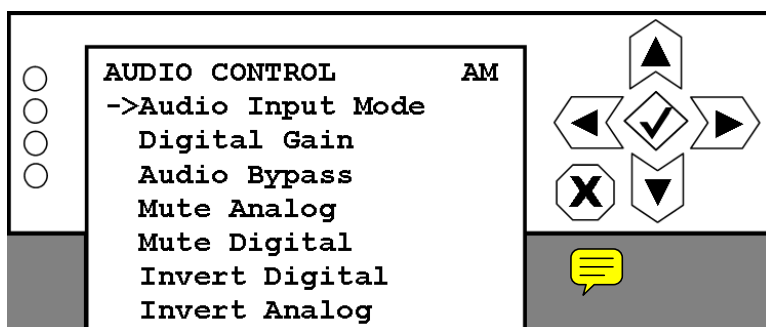 AUDIO CONTROL AM
->Audio Input Mode
Digital Gain
Audio Bypass
Mute Analog
Mute Digital
Invert Digital
Invert Analog
X